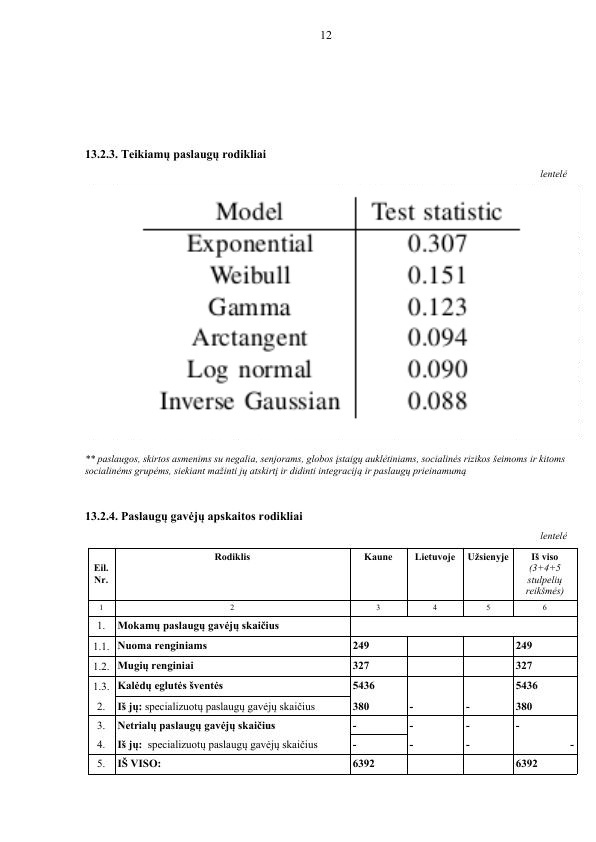 12
13.2.3. Teikiamų paslaugų rodikliai
lentelė
Model Test statistic
Exponential 0.307
Weibull 0.151
Gamma 0.123
Arctangent 0.094
Log normal 0.090
Inverse Gaussian 0.088
** paslaugos, skirtos asmenims su negalia, senjorams, globos įstaigų auklėtiniams, socialinės rizikos šeimoms ir kitoms
socialinėms grupėms, siekiant mažinti jų atskirtį ir didinti integraciją ir paslaugų prieinamumą
13.2.4. Paslaugų gavėjų apskaitos rodikliai
lentelė
Eil. Nr. Rodiklis Kaune Lietuvoje Užsienyje Iš viso (3+4+5 stulpelių reikšmės)
1 2 3 4 5 6
1. Mokamų paslaugų gavėjų skaičius
1.1. Nuoma renginiams 249 249
1.2. Mugių renginiai 327 327
1.3. Kalėdų eglutės šventės 5436 5436
2. Iš jų: specializuotų paslaugų gavėjų skaičius 380 - - 380
3. Netrialų paslaugų gavėjų skaičius - - - -
4. Iš jų: specializuotų paslaugų gavėjų skaičius - - - -
5. IŠ VISO: 6392 6392